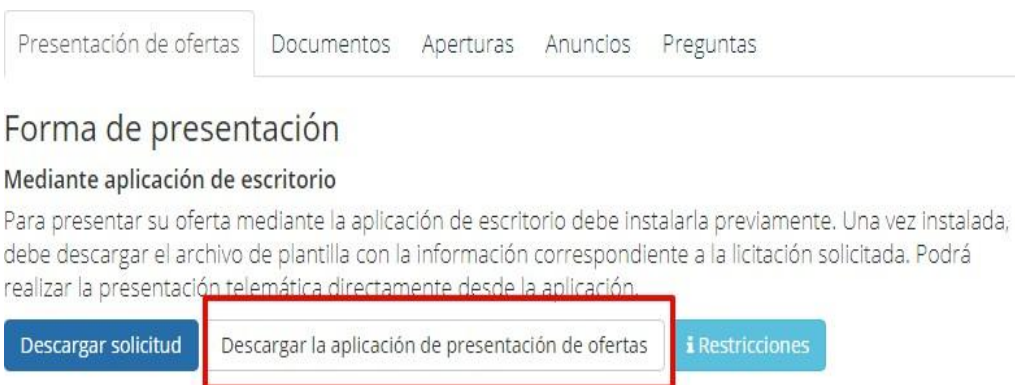 Presentación de ofertas Documentos Aperturas Anuncios Preguntas
Forma de presentación
Mediante aplicación de escritorio
Para presentar su oferta mediante la aplicación de escritorio debe instalarla previamente. Una vez instalada,
debe descargar el archivo de plantilla con la información correspondiente a la licitación solicitada. Podrá
realizar la presentación telemática directamente desde la aplicación.
Descargar solicitud Descargar la aplicación de presentación de ofertas i Restricciones